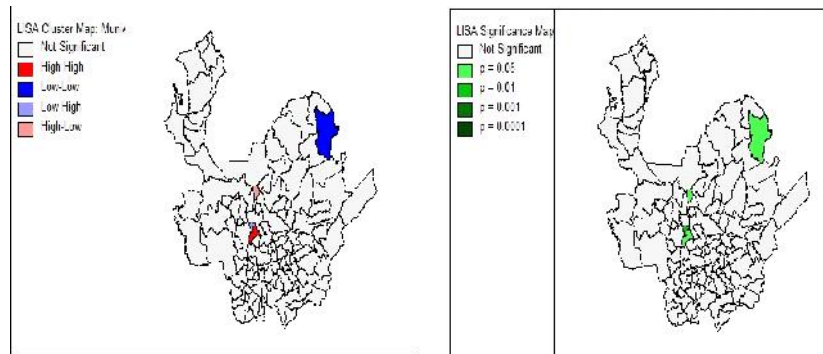 LISA Cluster Map: Munx
Not Significant
High-High
Low-Low
Low High
High-Low
LISA Significance Map
Not Significant
p = 0.05
p = 0.01
p = 0.001
p = 0.0001